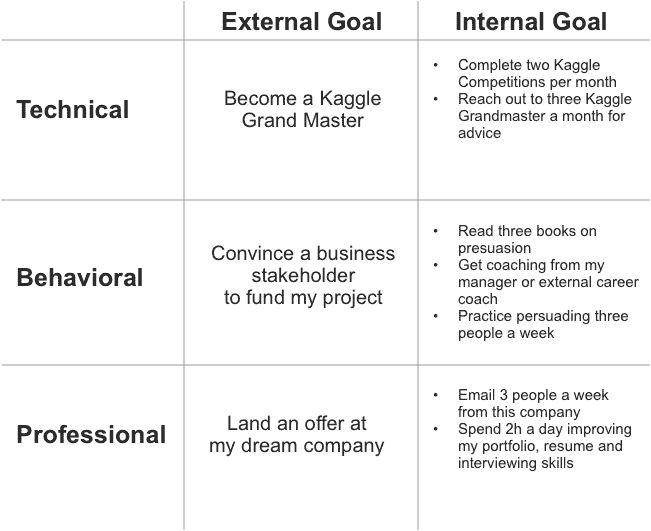 External Goal
Internal Goal
Technical
Become a Kaggle
Grand Master
• Complete two Kaggle
Competitions per month
• Reach out to three Kaggle
Grandmaster a month for
advice
Behavioral
Convince a business
stakeholder
to fund my project
• Read three books on
presuasion
• Get coaching from my
manager or external career
coach
• Practice persuading three
people a week
Professional
Land an offer at
my dream company
• Email 3 people a week
from this company
• Spend 2h a day improving
my portfolio, resume and
interviewing skills